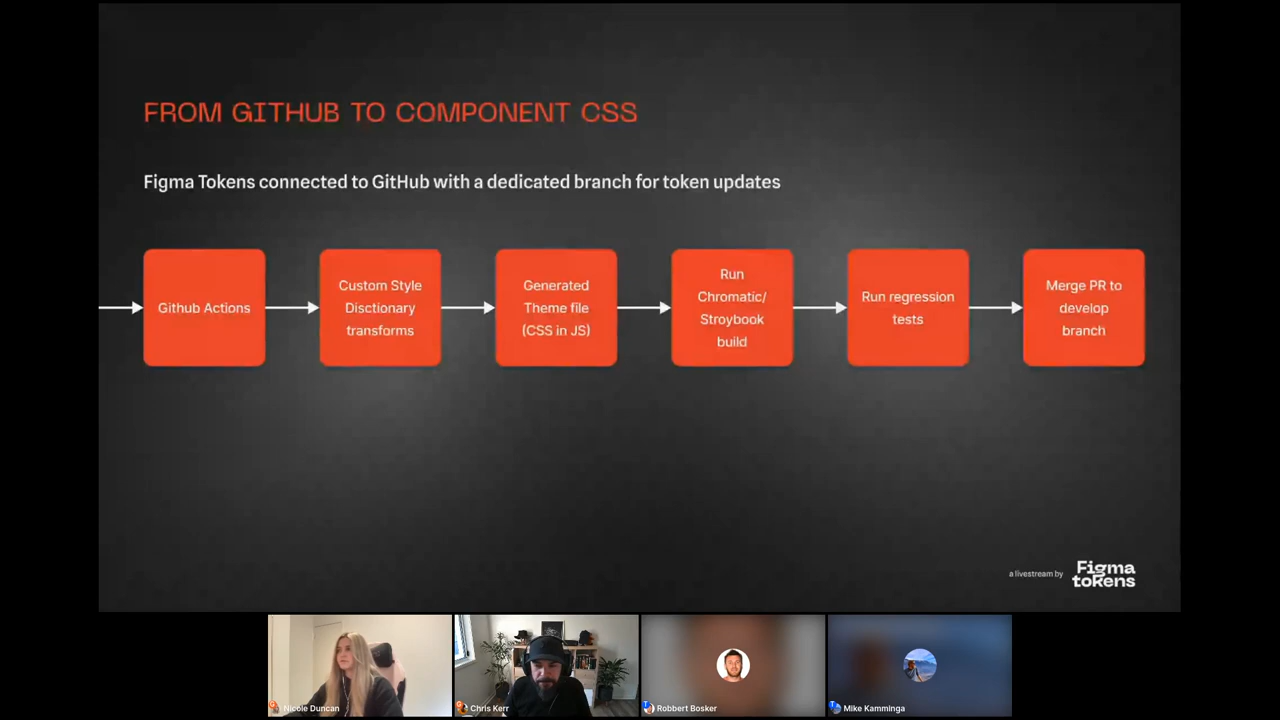 FROM GITHUB TO COMPONENT CSS
Figma Tokens connected to GitHub with a dedicated branch for token updates
Github Actions
Custom Style
Disctionary
transforms
Generated
Theme file
(CSS in JS)
Run
Chromatic/
Stroybook
build
Run regression
tests
Merge PR to
develop
branch
a livestream by
Figma
toKens
Nicole Duncan
Chris Kerr
Robbert Bosker
Mike Kamminga